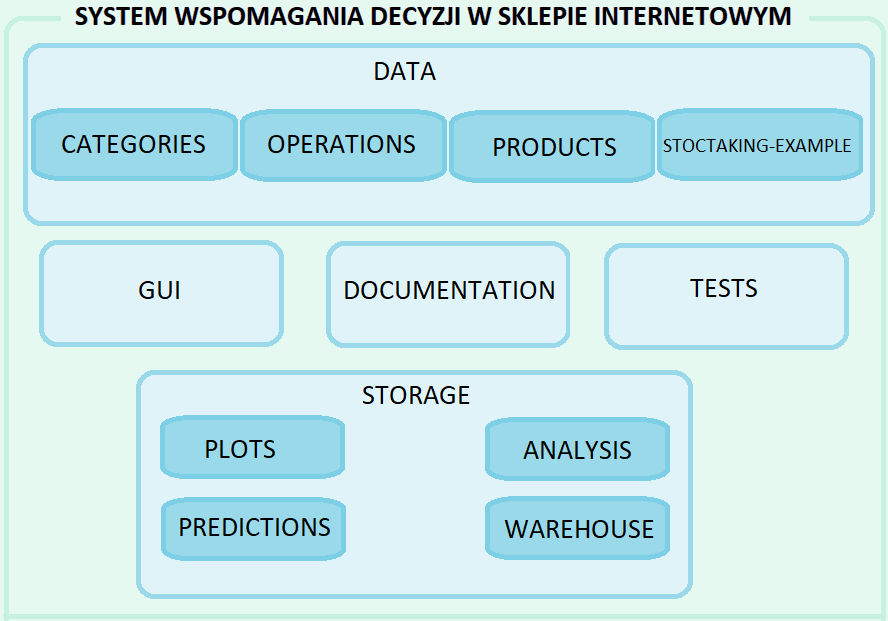 SYSTEM WSPOMAGANIA DECYZJI W SKLEPIE INTERNETOWYM
DATA
CATEGORIES
OPERATIONS
PRODUCTS
STOCTAKING-EXAMPLE
GUI
DOCUMENTATION
TESTS
STORAGE
PLOTS
ANALYSIS
PREDICTIONS
WAREHOUSE